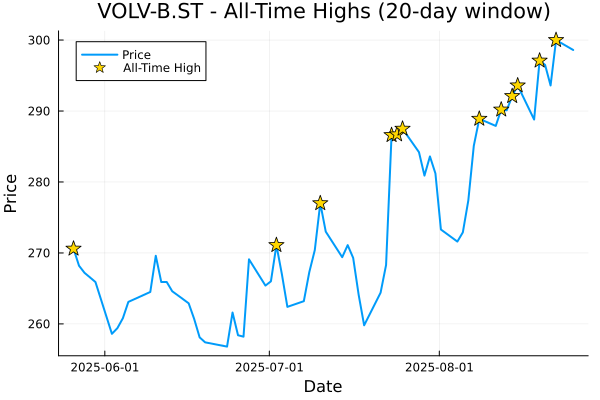 VOLV-B.ST - All-Time Highs (20-day window)
Price
All-Time High
300
290
280
270
260
Price
2025-06-01
2025-07-01
2025-08-01
Date